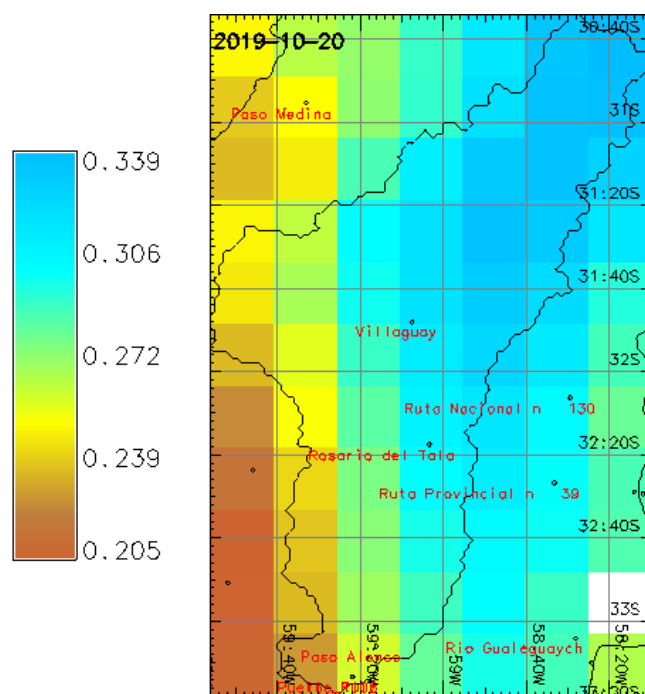 2019-10-20
30:40S
Paso Medina
31S
0.339
31:20S
0.306
31:40S
Villaguay
0.272
32S
Ruta Nacional n 130
0.239
Rosario del Tala
32:20S
Ruta Provincial n 39
0.205
32:40S
33S
59:40W
59:20W
59W
58:40W
58:20W
Rio Gualeguaych
Paso Alonso